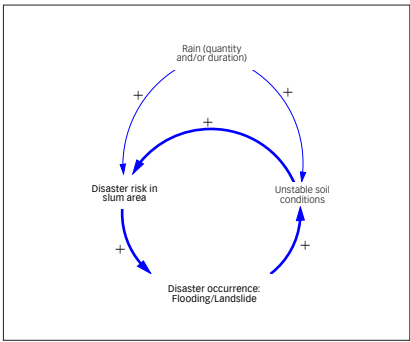 Rain (quantity
and/or duration)
+
+
+
Disaster risk in
slum area
Unstable soil
conditions
+
+
Disaster occurrence:
Flooding/Landslide